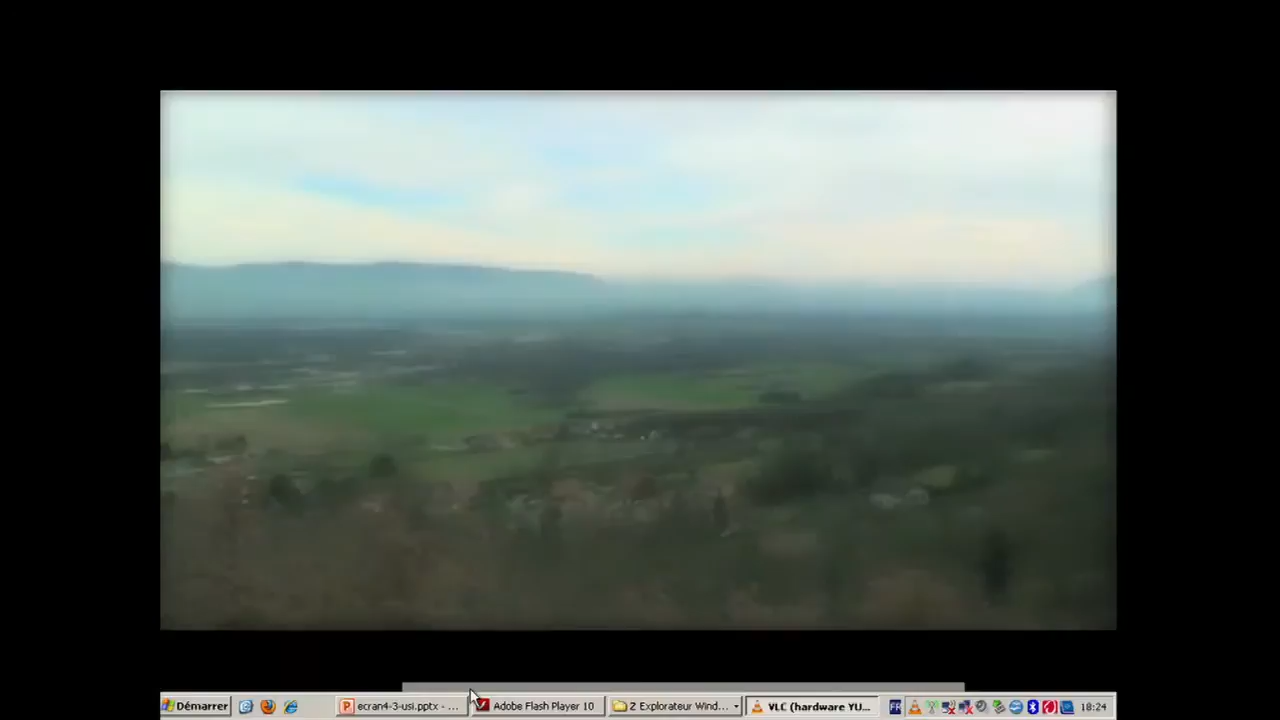 Démarrer
ecran4-3-usi.pptx - ...
Adobe Flash Player 10
2 Explorateur Wind...
VLC (hardware YU...
FR
18:24